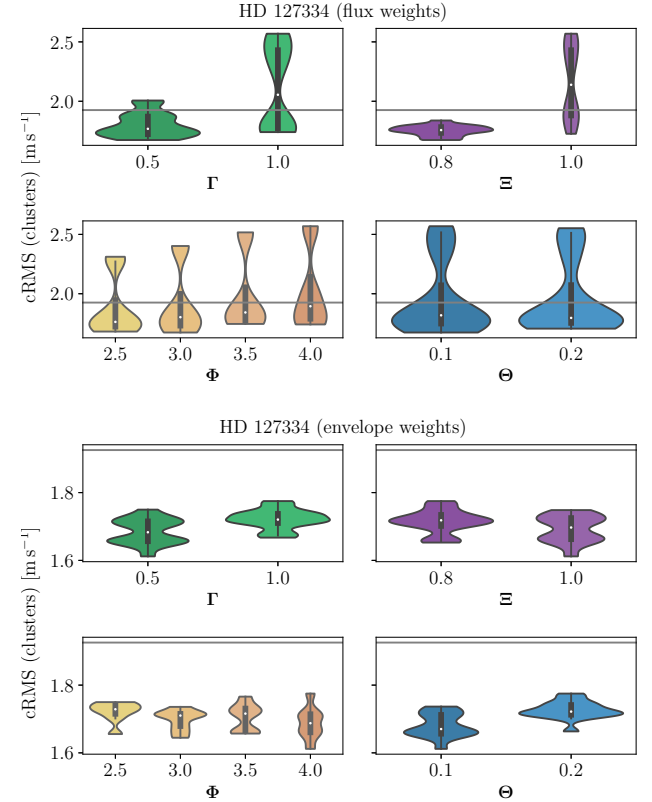 HD 127334 (flux weights)
2.5
2.0
0.5 1.0
Γ
0.8 1.0
Ξ
cRMS (clusters) [m s⁻¹]
2.5
2.0
2.5 3.0 3.5 4.0
Φ
0.1 0.2
Θ
HD 127334 (envelope weights)
1.8
1.6
0.5 1.0
Γ
0.8 1.0
Ξ
cRMS (clusters) [m s⁻¹]
1.8
1.6
2.5 3.0 3.5 4.0
Φ
0.1 0.2
Θ